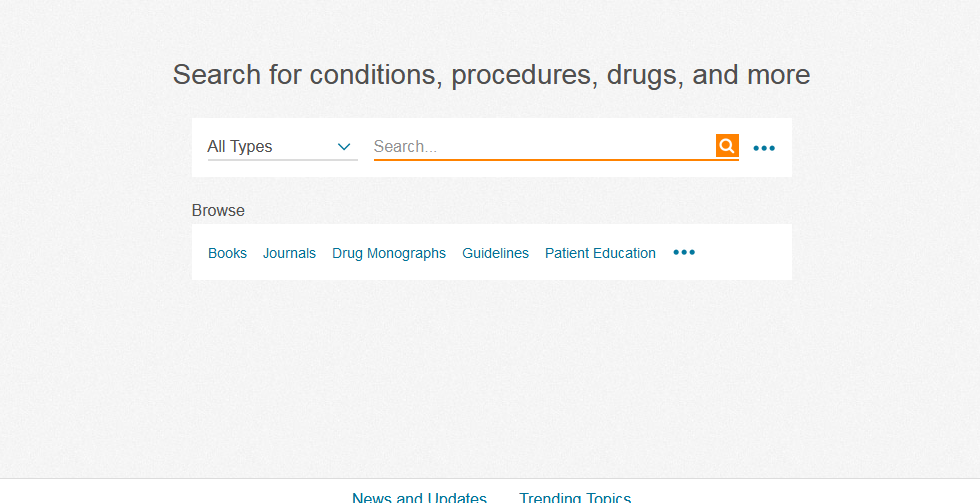 Search for conditions, procedures, drugs, and more
All Types Search...
Browse
Books Journals Drug Monographs Guidelines Patient Education
News and Updates Trending Topics